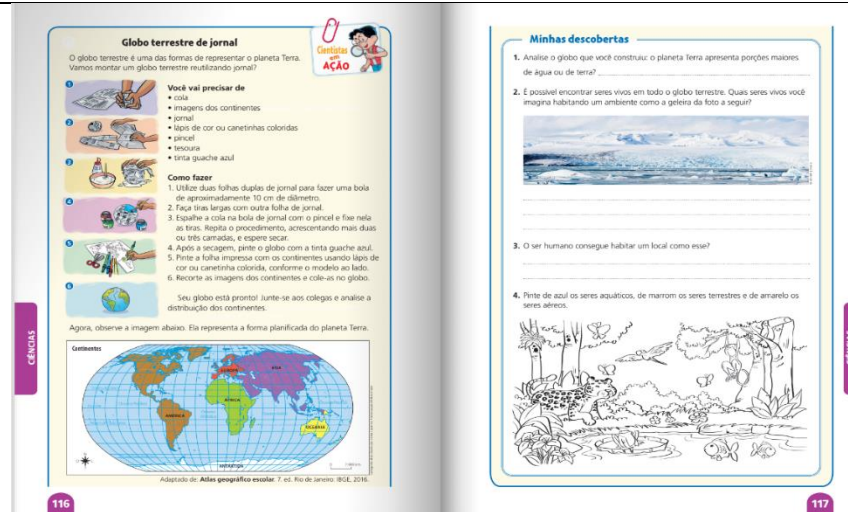 Globo terrestre de jornal
Cientistas
em
AÇÃO
O globo terrestre é uma das formas de representar o planeta Terra.
Vamos montar um globo terrestre reutilizando jornal?
Você vai precisar de
• cola
• imagens dos continentes
• jornal
• lápis de cor ou canetinhas coloridas
• pincel
• tesoura
• tinta guache azul
Como fazer
1. Utilize duas folhas duplas de jornal para fazer uma bola
de aproximadamente 10 cm de diâmetro.
2. Faça tiras largas com outra folha de jornal.
3. Espalhe a cola na bola de jornal com o pincel e fixe nela
as tiras. Repita o procedimento, acrescentando mais duas
ou três camadas, e espere secar.
4. Após a secagem, pinte o globo com a tinta guache azul.
5. Pinte a folha impressa com os continentes usando lápis de
cor ou canetinha colorida, conforme o modelo ao lado.
6. Recorte as imagens dos continentes e cole-as no globo.
Seu globo está pronto! Junte-se aos colegas e analise a
distribuição dos continentes.
Agora, observe a imagem abaixo. Ela representa a forma planificada do planeta Terra.
Continentes
EUROPA
ÁSIA
ÁFRICA
AMÉRICA
OCEANIA
ANTÁRTICA
Adaptado de: Atlas geográfico escolar. 7. ed. Rio de Janeiro: IBGE, 2016.
CIÊNCIAS
116
Minhas descobertas
1. Analise o globo que você construiu: o planeta Terra apresenta porções maiores
de água ou de terra?
2. É possível encontrar seres vivos em todo o globo terrestre. Quais seres vivos você
imagina habitando um ambiente como a geleira da foto a seguir?
3. O ser humano consegue habitar um local como esse?
4. Pinte de azul os seres aquáticos, de marrom os seres terrestres e de amarelo os
seres aéreos.
117